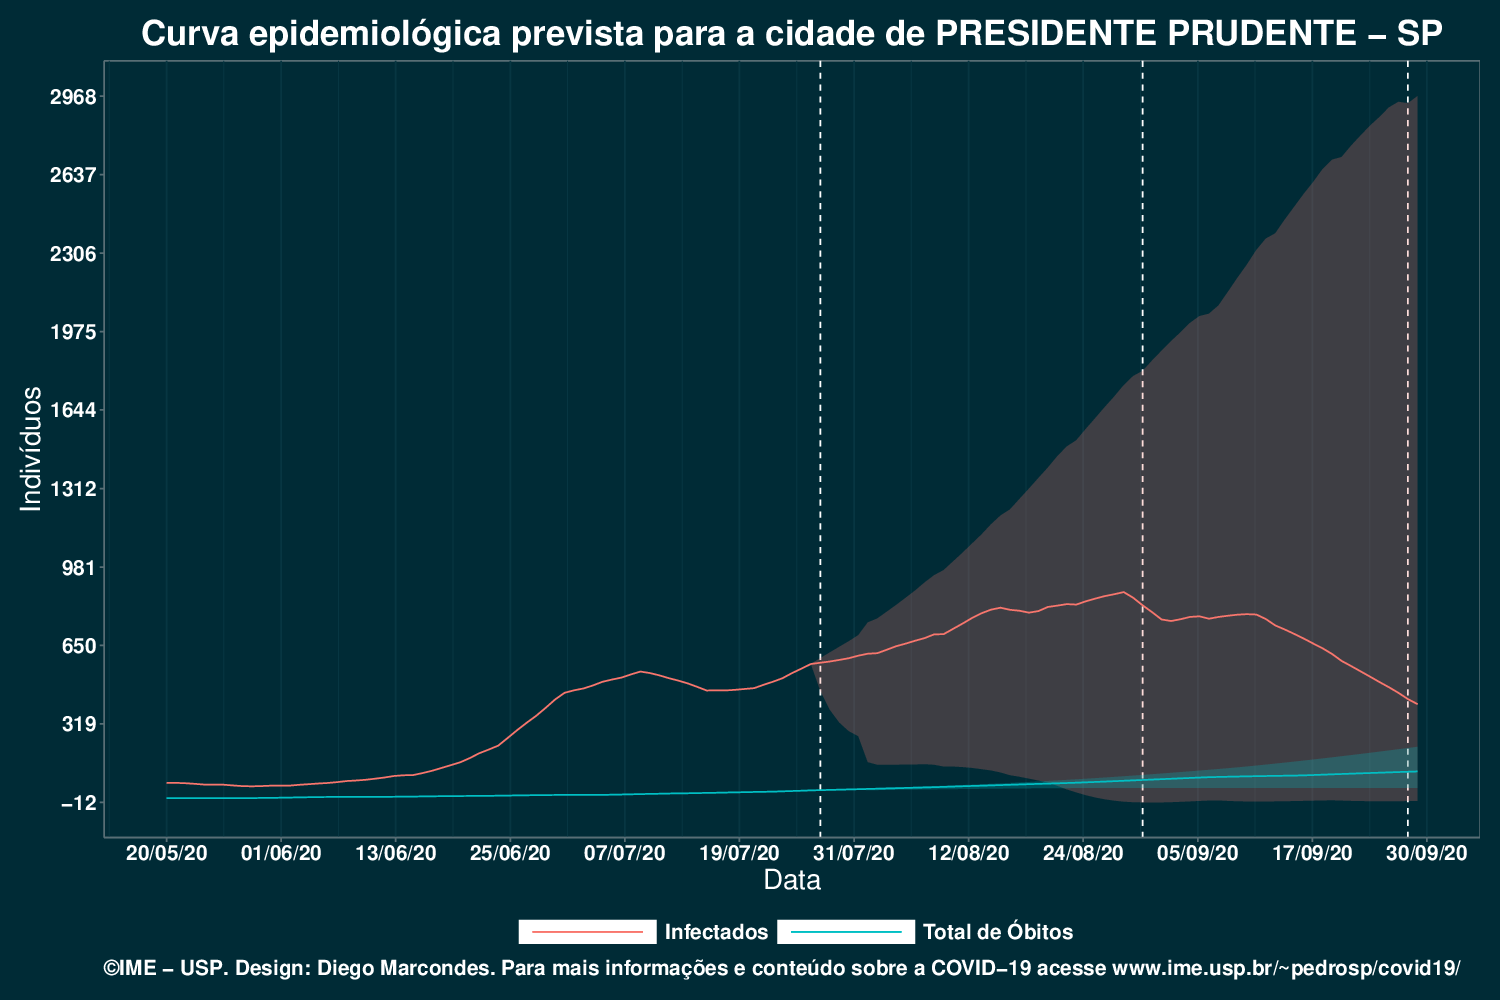 Curva epidemiológica prevista para a cidade de PRESIDENTE PRUDENTE − SP
Indivíduos
2968
2637
2306
1975
1644
1312
981
650
319
−12
20/05/20 01/06/20 13/06/20 25/06/20 07/07/20 19/07/20 31/07/20 12/08/20 24/08/20 05/09/20 17/09/20 30/09/20
Data
Infectados Total de Óbitos
©IME − USP. Design: Diego Marcondes. Para mais informações e conteúdo sobre a COVID−19 acesse www.ime.usp.br/~pedrosp/covid19/